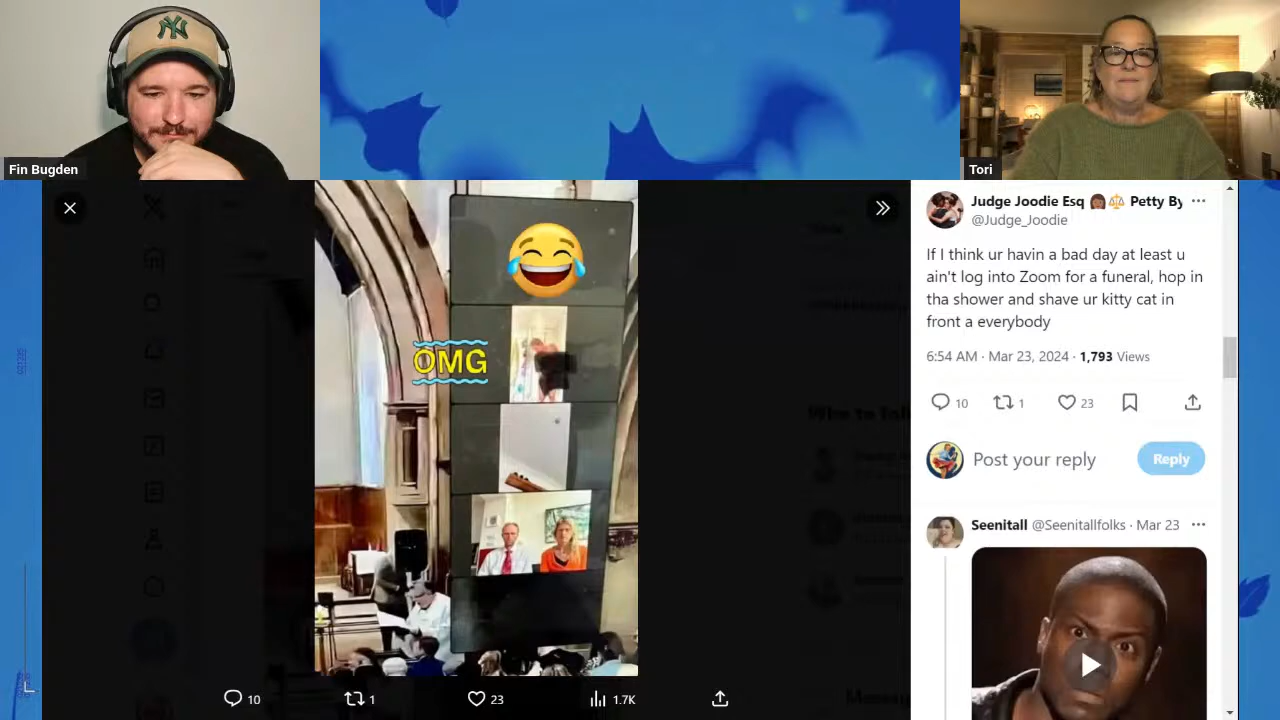 NY
Fin Bugden
Tori
OMG
Judge Joodie Esq 👩🏾⚖️ Petty By
@Judge_Joodie
If I think ur havin a bad day at least u
ain't log into Zoom for a funeral, hop in
tha shower and shave ur kitty cat in
front a everybody
6:54 AM · Mar 23, 2024 · 1,793 Views
10
1
23
Post your reply
Reply
Seenitall @Seenitallfolks · Mar 23
10
1
23
1.7K